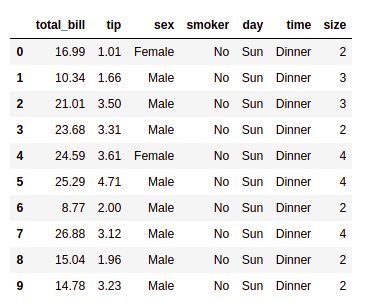 total_bill tip sex smoker day time size
0 16.99 1.01 Female No Sun Dinner 2
1 10.34 1.66 Male No Sun Dinner 3
2 21.01 3.50 Male No Sun Dinner 3
3 23.68 3.31 Male No Sun Dinner 2
4 24.59 3.61 Female No Sun Dinner 4
5 25.29 4.71 Male No Sun Dinner 4
6 8.77 2.00 Male No Sun Dinner 2
7 26.88 3.12 Male No Sun Dinner 4
8 15.04 1.96 Male No Sun Dinner 2
9 14.78 3.23 Male No Sun Dinner 2